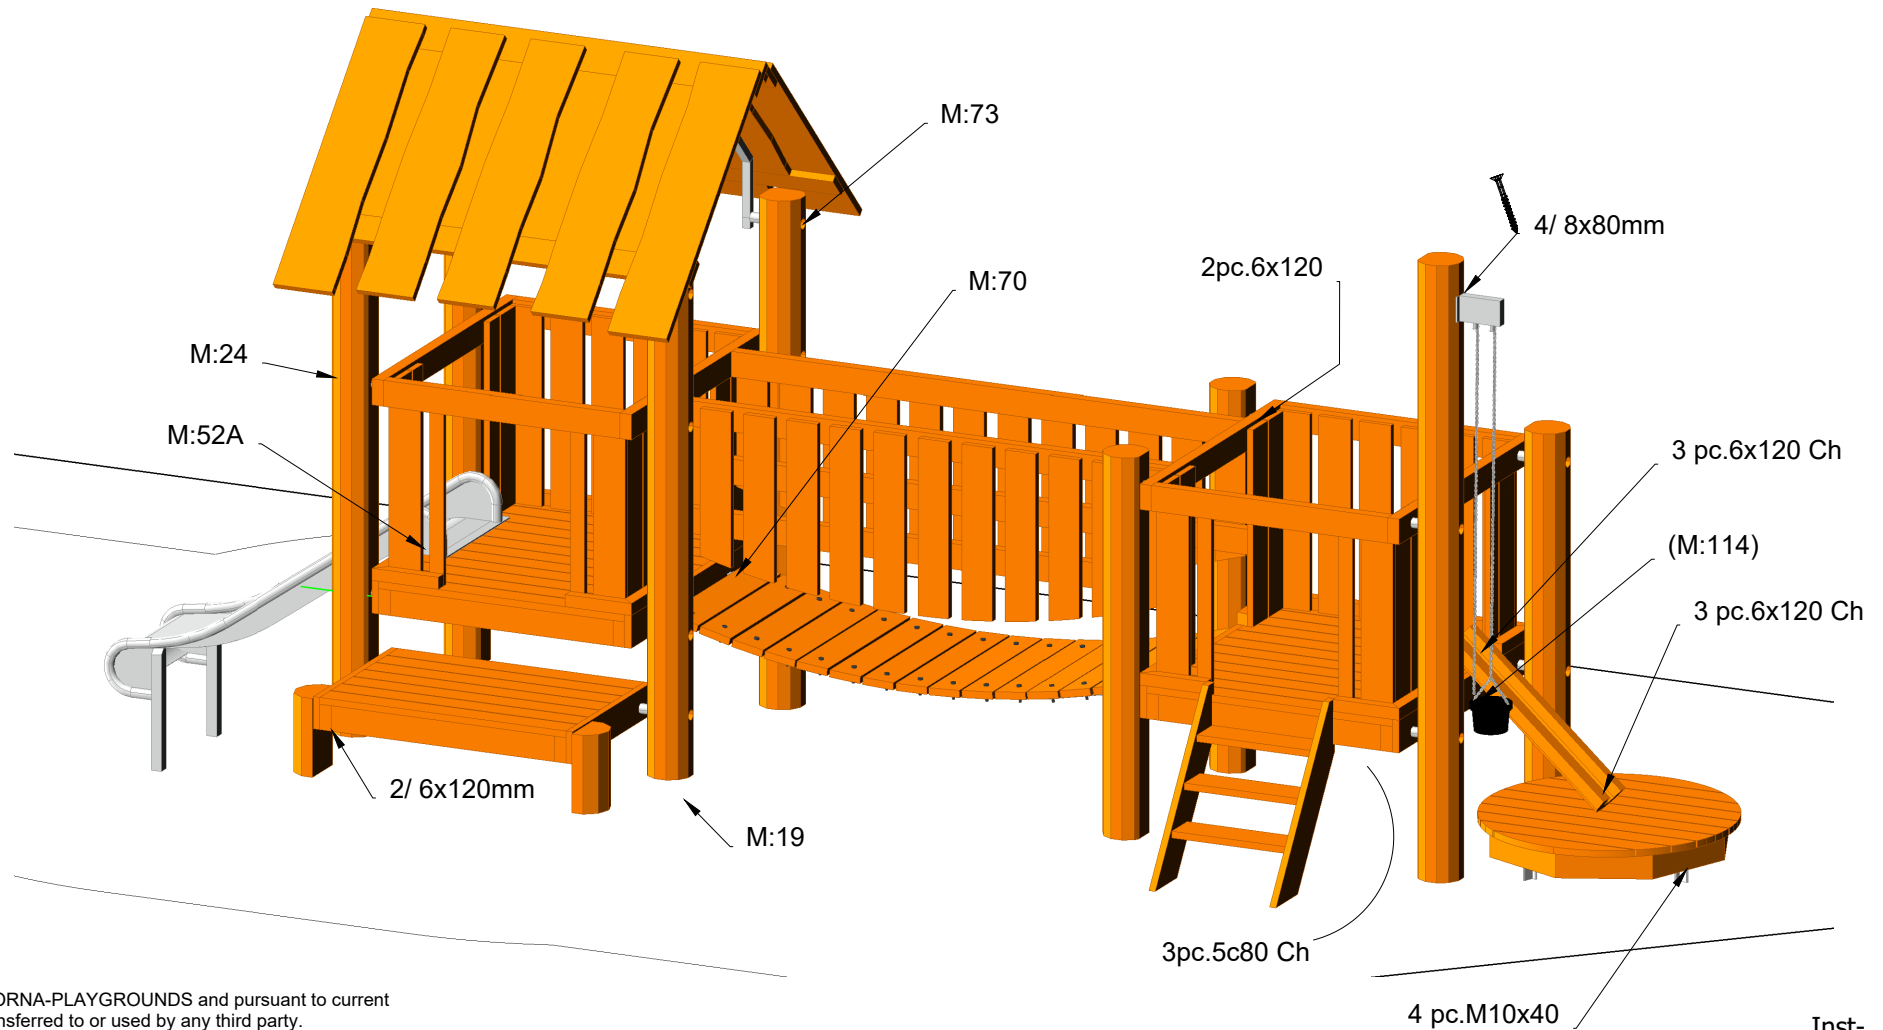 M:73
4/ 8x80mm
2pc.6x120
M:70
M:24
M:52A
3 pc.6x120 Ch
(M:114)
3 pc.6x120 Ch
2/ 6x120mm
M:19
3pc.5c80 Ch
ORNA-PLAYGROUNDS and pursuant to current
nsferred to or used by any third party.
4 pc.M10x40
Inst-